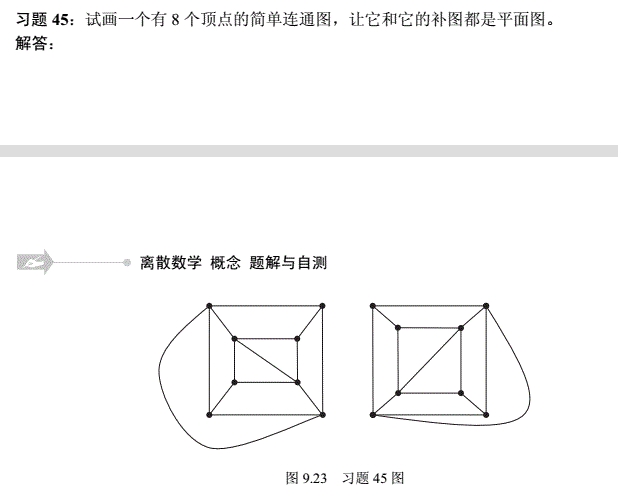 习题 45：试画一个有 8 个顶点的简单连通图，让它和它的补图都是平面图。
解答：
离散数学 概念 题解与自测
图 9.23 习题 45 图